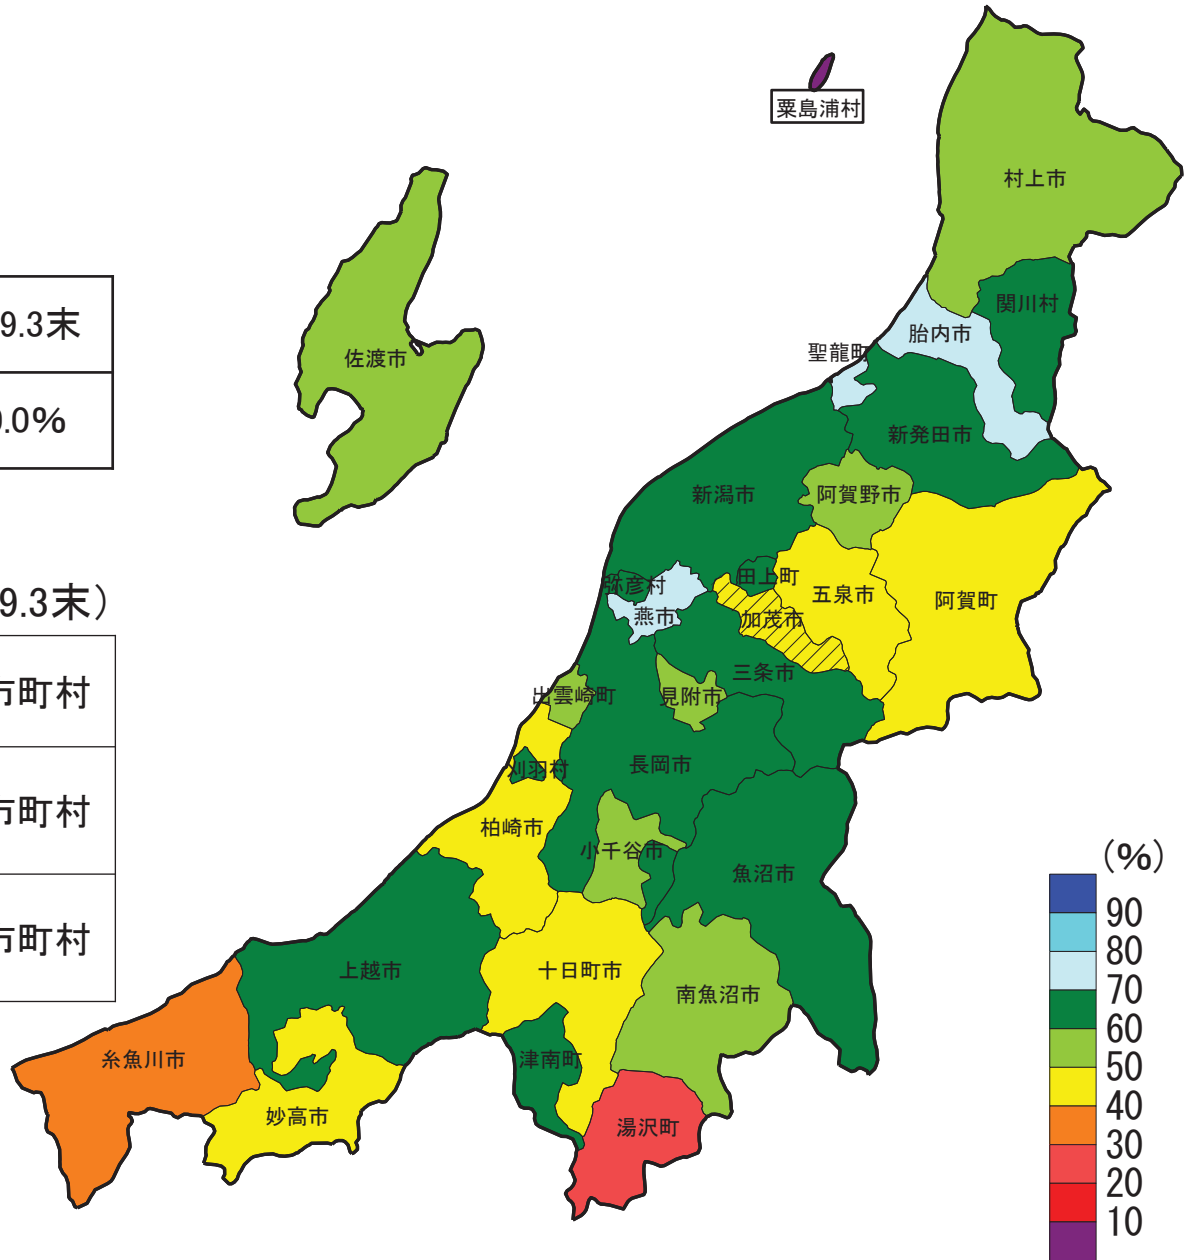 粟島浦村
村上市
9.3末
関川村
胎内市
聖龍町
佐渡市
.0%
新発田市
新潟市
阿賀野市
弥彦村
田上町
五泉市
阿賀町
9.3末）
燕市
加茂市
三条市
市町村
出雲崎町
見附市
刈羽村
長岡市
市町村
柏崎市
小千谷市
魚沼市
(%)
90
市町村
80
上越市
十日町市
南魚沼市
70
60
糸魚川市
津南町
50
40
妙高市
湯沢町
30
20
10